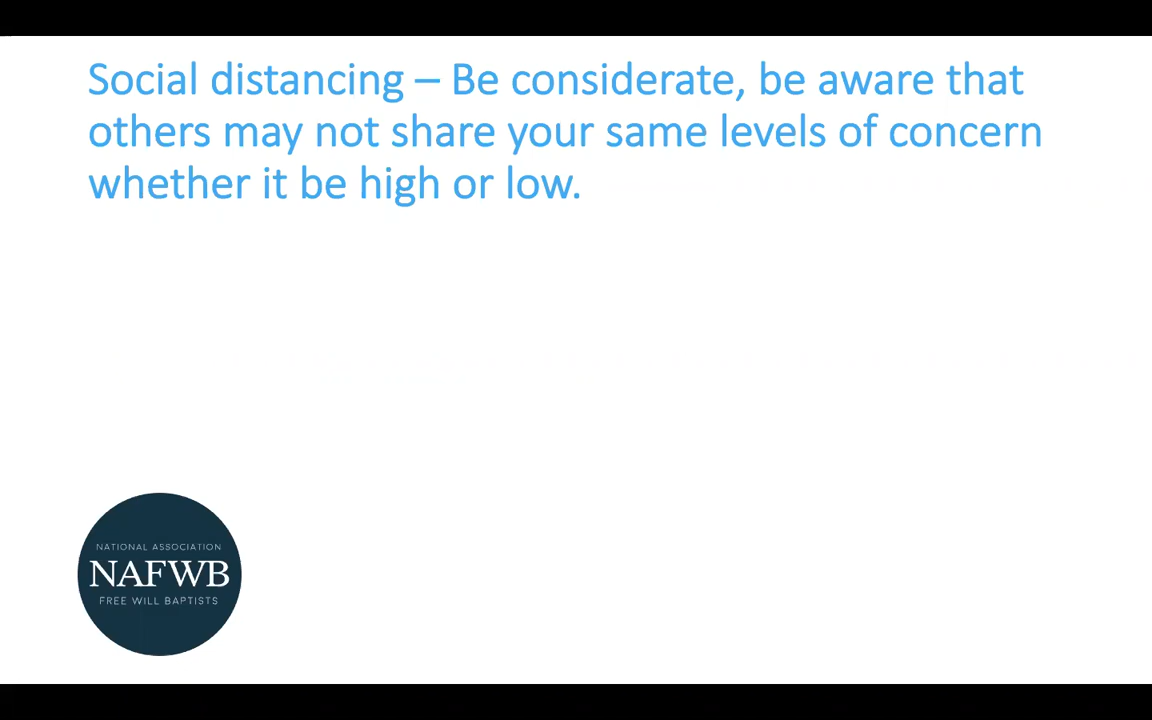 Social distancing – Be considerate, be aware that
others may not share your same levels of concern
whether it be high or low.
NATIONAL ASSOCIATION
NAFWB
FREE WILL BAPTISTS